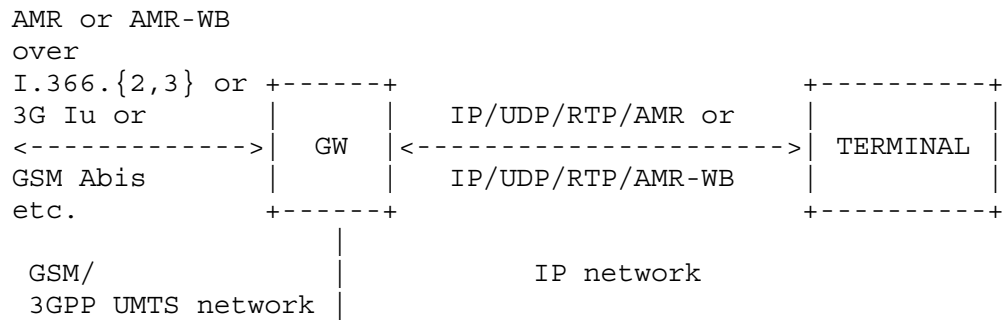 AMR or AMR-WB
over
I.366.{2,3} or +------+                        +----------+
3G Iu or       |      |   IP/UDP/RTP/AMR or    |          |
<------------->|  GW  |<---------------------->| TERMINAL |
GSM Abis       |      |   IP/UDP/RTP/AMR-WB    |          |
etc.           +------+                        +----------+
                   |
 GSM/              |           IP network
 3GPP UMTS network |